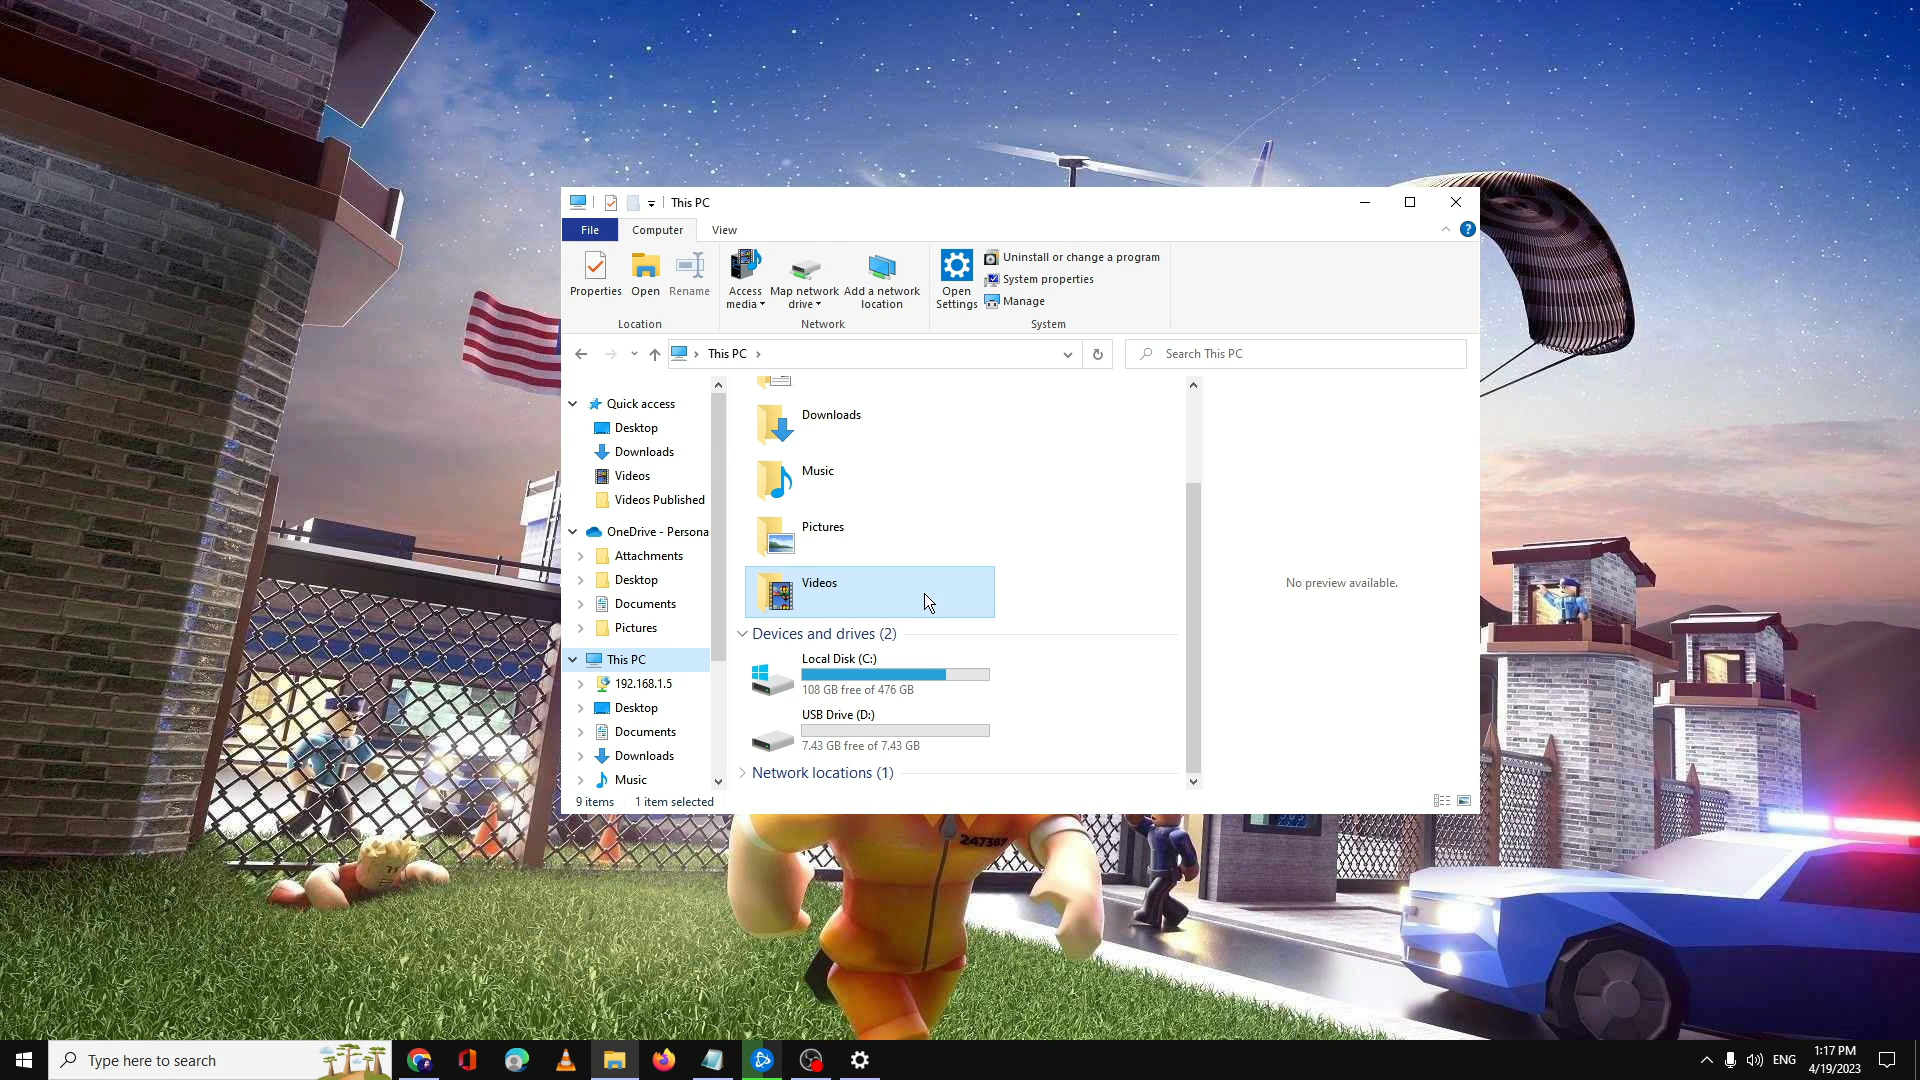 This PC
File
Computer
View
?
Properties
Open
Rename
Location
Access media
Map network drive
Add a network location
Network
Open Settings
Uninstall or change a program
System properties
Manage
System
This PC
Search This PC
Quick access
Desktop
Downloads
Videos
Videos Published
OneDrive - Persona
Attachments
Desktop
Documents
Pictures
This PC
192.168.1.5
Desktop
Documents
Downloads
Music
Downloads
Music
Pictures
Videos
Devices and drives (2)
Local Disk (C:)
108 GB free of 476 GB
USB Drive (D:)
7.43 GB free of 7.43 GB
Network locations (1)
No preview available.
9 items
1 item selected
Type here to search
ENG
1:17 PM
4/19/2023